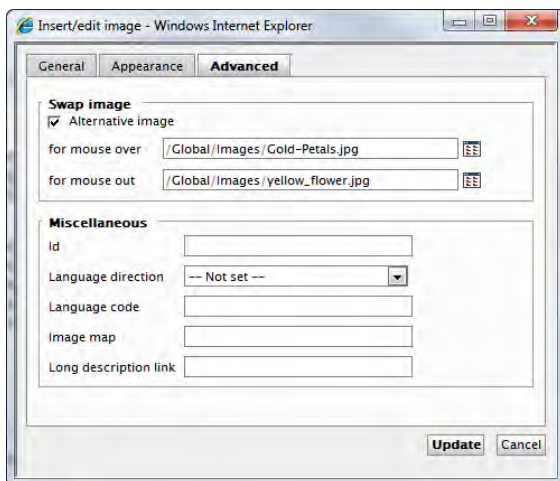 Insert/edit image - Windows Internet Explorer
General Appearance Advanced
Swap image
Alternative image
for mouse over /Global/Images/Gold-Petals.jpg
for mouse out /Global/Images/yellow_flower.jpg
Miscellaneous
Id
Language direction -- Not set --
Language code
Image map
Long description link
Update Cancel